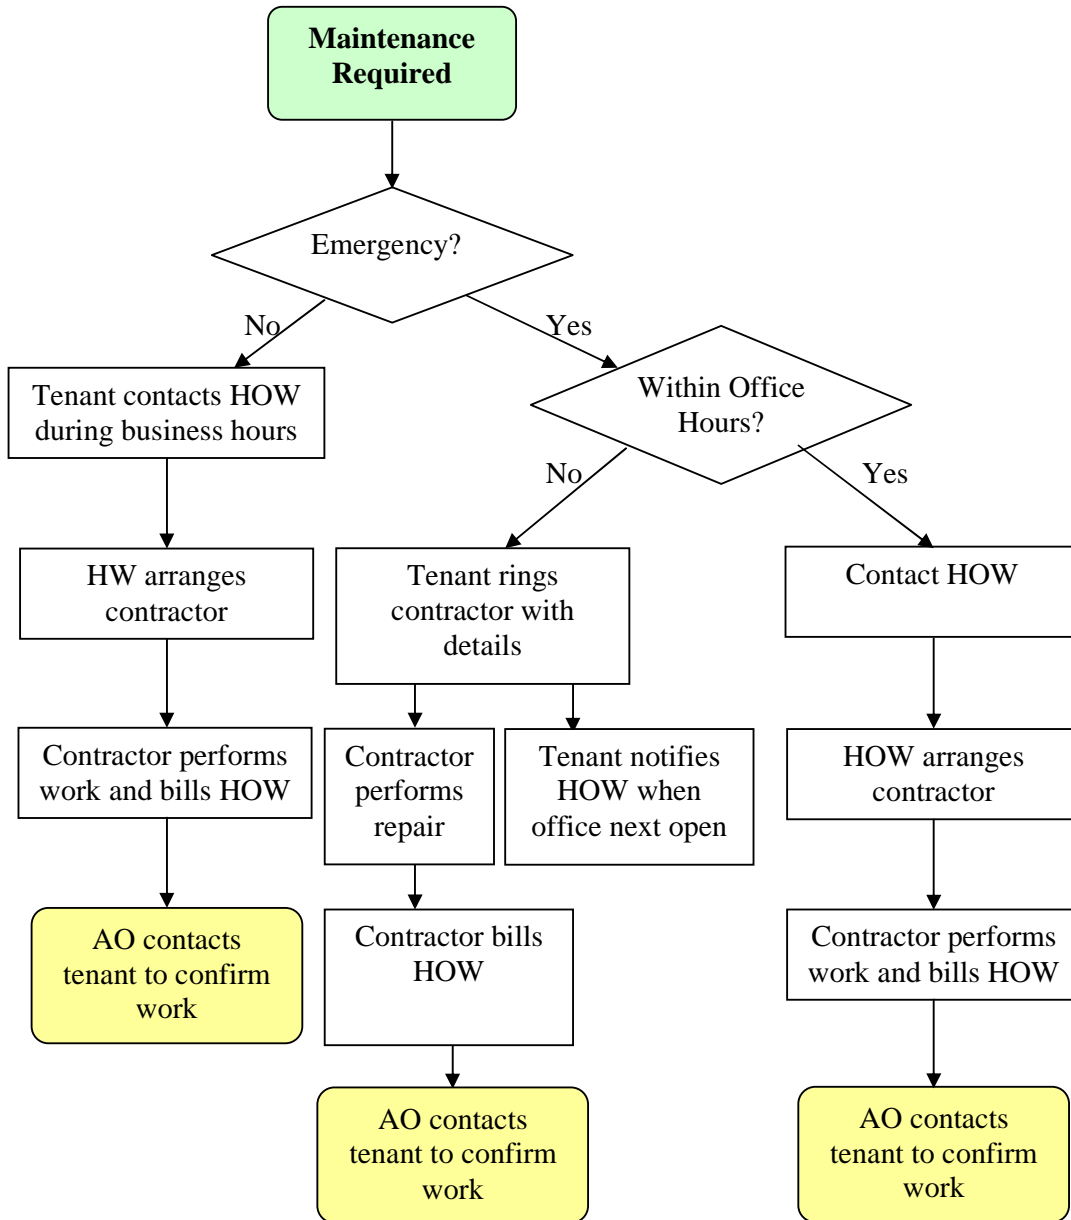 Maintenance
Required
Emergency?
No
Yes
Tenant contacts HOW
during business hours
Within Office
Hours?
No
Yes
HW arranges
contractor
Tenant rings
contractor with
details
Contact HOW
Contractor performs
work and bills HOW
Contractor
performs
repair
Tenant notifies
HOW when
office next open
HOW arranges
contractor
AO contacts
tenant to confirm
work
Contractor bills
HOW
Contractor performs
work and bills HOW
AO contacts
tenant to confirm
work
AO contacts
tenant to confirm
work